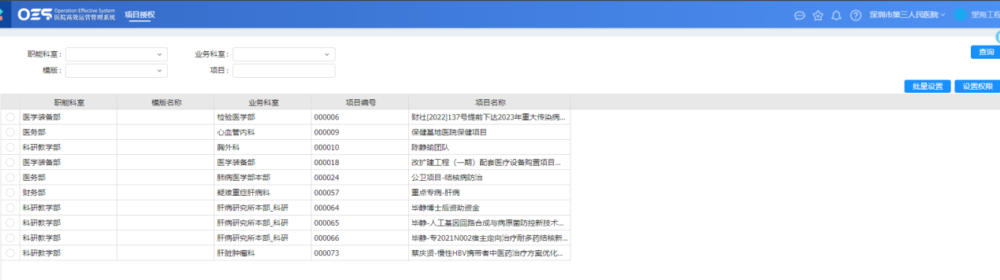 OES Operation Effective System 医院高效运营管理系统 项目授权 深圳市第三人民医院 望海工程
职能科室： 业务科室： 查询
模版： 项目：
批量设置 设置权限
职能科室 模版名称 业务科室 项目编号 项目名称
医学装备部 检验医学部 000006 财社[2022]137号提前下达2023年重大传染病...
医务部 心血管内科 000009 保健基地医院保健项目
科研教学部 胸外科 000010 陈静瑜团队
医学装备部 医学装备部 000018 改扩建工程（一期）配套医疗设备购置项目...
医务部 肺病医学部本部 000024 公卫项目-结核病防治
财务部 疑难重症肝病科 000057 重点专病-肝病
科研教学部 肝病研究所本部_科研 000064 毕静博士后资助资金
科研教学部 肝病研究所本部_科研 000065 毕静-人工基因回路合成与病原菌防控新技术...
科研教学部 肝病研究所本部_科研 000066 毕静-专2021N002宿主定向治疗耐多药结核新...
科研教学部 肝脏肿瘤科 000073 蔡庆贤-慢性HBV携带者中医药治疗方案优化...